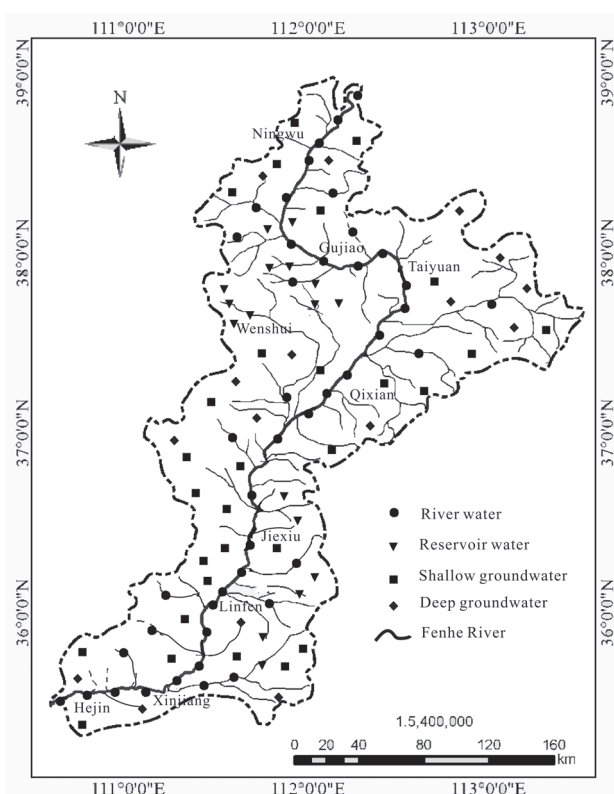 111°0'0"E 112°0'0"E 113°0'0"E
39°0'0"N 39°0'0"N
N
Ningwu
Gujiao
38°0'0"N 38°0'0"N
Taiyuan
Wenshui
Qixian
37°0'0"N 37°0'0"N
River water
Reservoir water
Jiexiu
Shallow groundwater
Deep groundwater
36°0'0"N 36°0'0"N
Linfen
Fenhe River
Hejin
Xinjiang
1:5,400,000
0 20 40 80 120 160
km
111°0'0"E 112°0'0"E 113°0'0"E